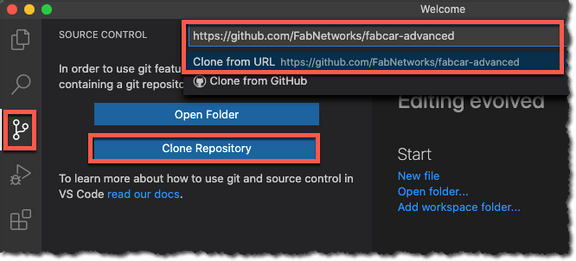 Welcome
SOURCE CONTROL
https://github.com/FabNetworks/fabcar-advanced
Clone from URL https://github.com/FabNetworks/fabcar-advanced
Clone from GitHub
In order to use git featu
containing a git reposito
Open Folder
Clone Repository
To learn more about how to use git and source control in
VS Code read our docs.
Editing evolved
Start
New file
Open folder...
Add workspace folder...